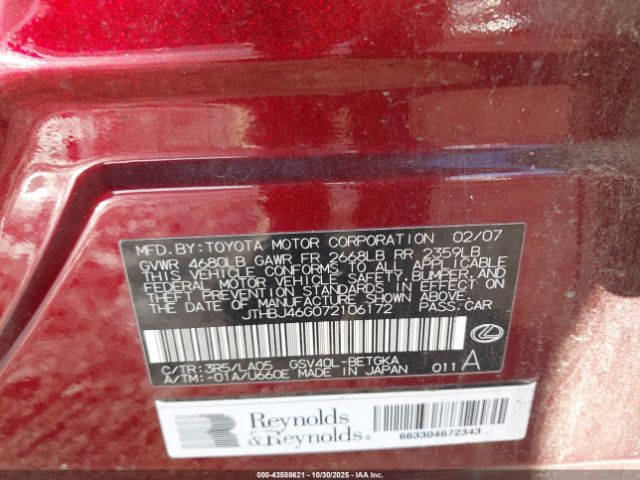 MFD. BY: TOYOTA MOTOR CORPORATION 02/07
GVWR 4680LB GAWR FR 2668LB RR 2359LB
THIS VEHICLE CONFORMS TO ALL APPLICABLE
FEDERAL MOTOR VEHICLE SAFETY, BUMPER, AND
THEFT PREVENTION STANDARDS IN EFFECT ON
THE DATE OF MANUFACTURE SHOWN ABOVE.
JTHBJ46G072106172 PASS.CAR
C/TR: 3R5/LA05 GSV40L-BETGKA
A/TM: -01A/U660E MADE IN JAPAN 011 A
Reynolds
&Reynolds®
663304672343
000-43588621 - 10/30/2025 - IAA Inc.